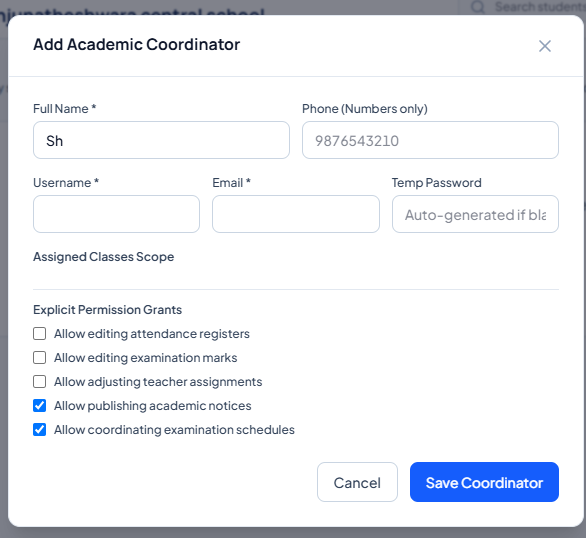 Search students
Add Academic Coordinator
Full Name *
Phone (Numbers only)
Sh
9876543210
Username *
Email *
Temp Password
Auto-generated if bla
Assigned Classes Scope
Explicit Permission Grants
Allow editing attendance registers
Allow editing examination marks
Allow adjusting teacher assignments
Allow publishing academic notices
Allow coordinating examination schedules
Cancel
Save Coordinator